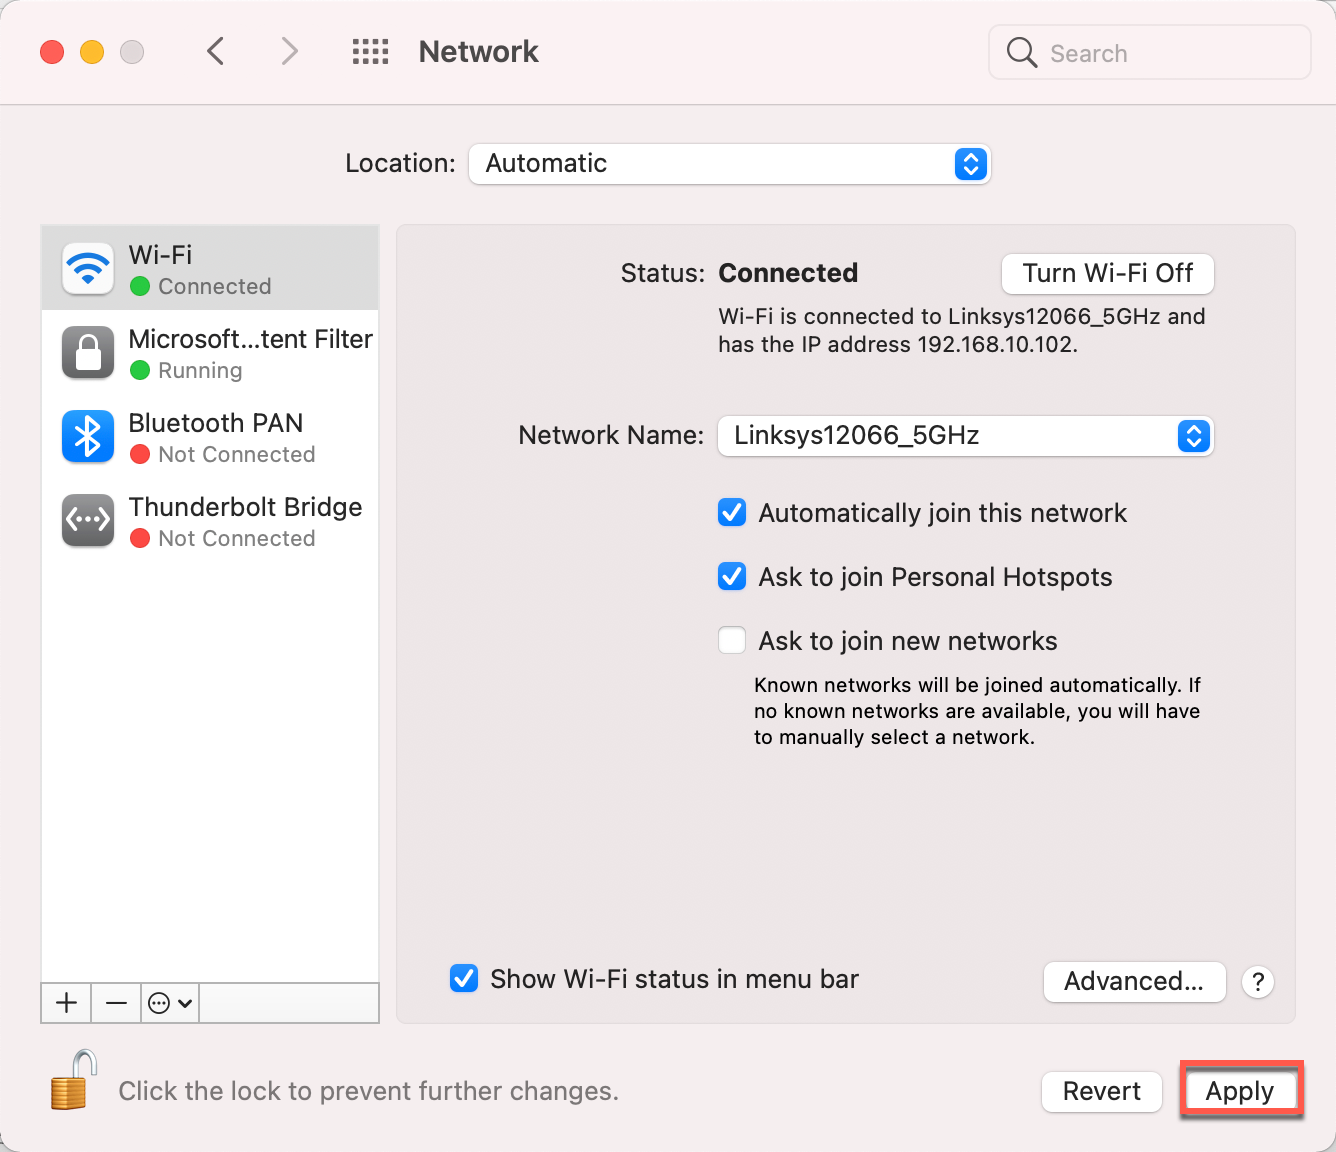 Network
Search
Location: Automatic
Wi-Fi
Connected
Microsoft...tent Filter
Running
Bluetooth PAN
Not Connected
Thunderbolt Bridge
Not Connected
Status: Connected
Turn Wi-Fi Off
Wi-Fi is connected to Linksys12066_5GHz and
has the IP address 192.168.10.102.
Network Name: Linksys12066_5GHz
Automatically join this network
Ask to join Personal Hotspots
Ask to join new networks
Known networks will be joined automatically. If
no known networks are available, you will have
to manually select a network.
Show Wi-Fi status in menu bar
Advanced...
?
Click the lock to prevent further changes.
Revert
Apply